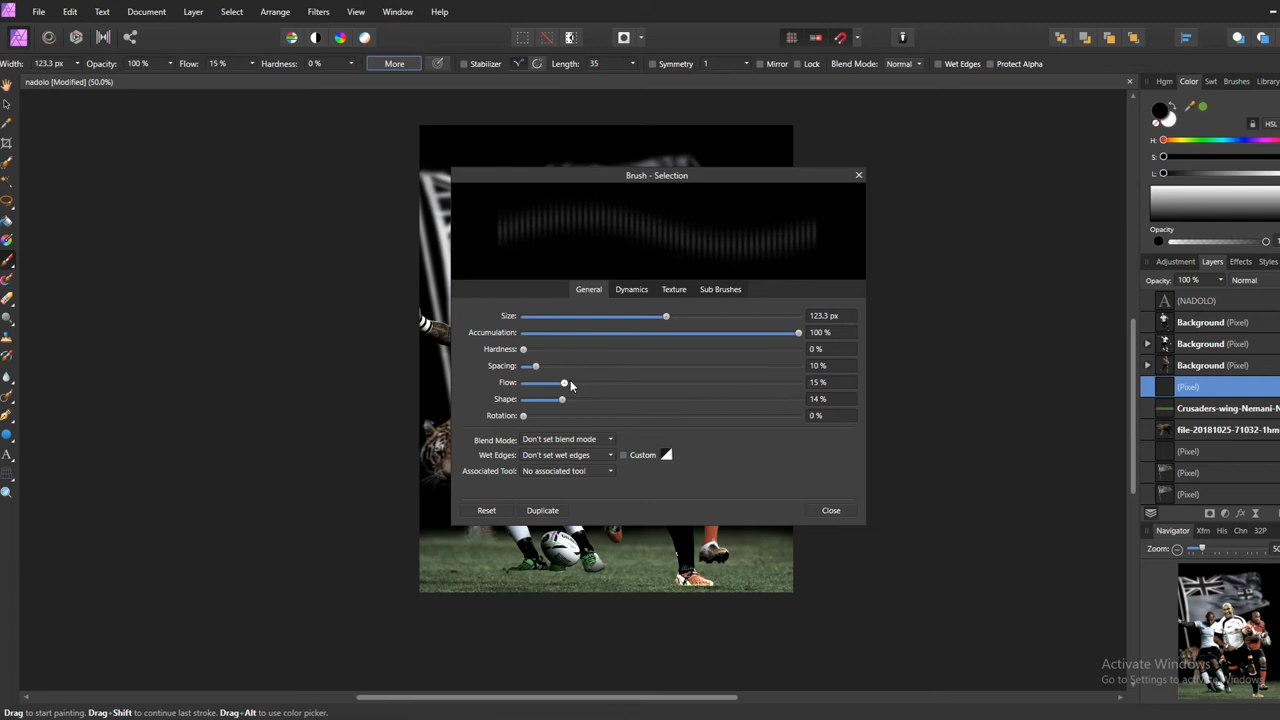 File Edit Text Document Layer Select Arrange Filters View Window Help
Width: 123.3 px Opacity: 100 % Flow: 15 % Hardness: 0 % More Stabilizer Length: 35 Symmetry 1 Mirror Lock Blend Mode: Normal Wet Edges Protect Alpha
nadolo [Modified] (50.0%)
Hgm Color Swt Brushes Library
HSL
H:
S:
L:
Opacity
Adjustment Layers Effects Styles
Opacity: 100 % Normal
(NADOLO)
Background (Pixel)
Background (Pixel)
Background (Pixel)
(Pixel)
Crusaders-wing-Nemani-N
file-20181025-71032-1hm
(Pixel)
(Pixel)
(Pixel)
Navigator Xfm His Chn 32P
Zoom: 50
Brush - Selection
General Dynamics Texture Sub Brushes
Size: 123.3 px
Accumulation: 100 %
Hardness: 0 %
Spacing: 10 %
Flow: 15 %
Shape: 14 %
Rotation: 0 %
Blend Mode: Don't set blend mode
Wet Edges: Don't set wet edges Custom
Associated Tool: No associated tool
Reset Duplicate Close
Activate Windows
Go to Settings to activate Windows.
Drag to start painting. Drag+Shift to continue last stroke. Drag+Alt to use color picker.